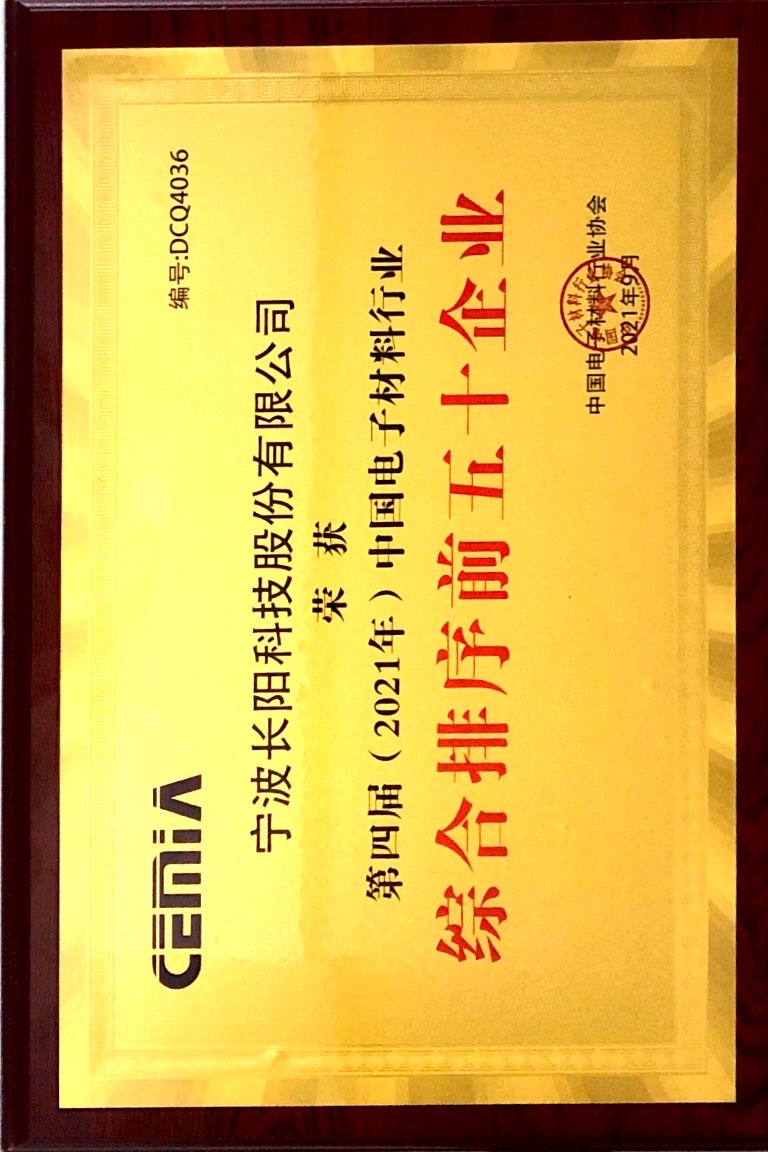 CEMIA
编号:DCQ4036
宁波长阳科技股份有限公司
荣 获
第四届（2021年）中国电子材料行业
综合排序前五十企业
中国电子材料行业协会
2021年9月